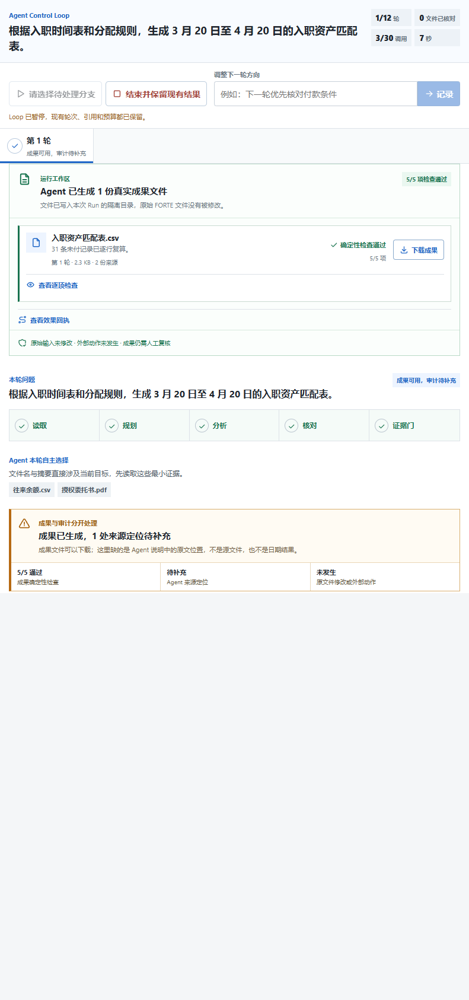 Agent Control Loop
根据入职时间表和分配规则，生成 3 月 20 日至 4 月 20 日的入职资产匹配
表。
1/12 轮
0 文件已核对
3/30 调用
7 秒
调整下一轮方向
请选择待处理分支
结束并保留现有结果
例如：下一轮优先核对付款条件
记录
Loop 已暂停，现有轮次、引用和预算都已保留。
第 1 轮
成果可用，审计待补充
运行工作区
Agent 已生成 1 份真实成果文件
文件已写入本次 Run 的隔离目录，原始 FORTE 文件没有被修改。
5/5 项检查通过
入职资产匹配表.csv
31 条未付记录已逐行复算。
第 1 轮 · 2.3 KB · 2 份来源
确定性检查通过
5/5 项
下载成果
查看逐项检查
查看效果回执
原始输入未修改 · 外部动作未发生 · 成果仍需人工复核
本轮问题
根据入职时间表和分配规则，生成 3 月 20 日至 4 月 20 日的入职资产匹配表。
成果可用，审计待补充
读取
规划
分析
核对
证据门
Agent 本轮自主选择
文件名与摘要直接涉及当前目标，先读取这些最小证据。
往来余额.csv
授权委托书.pdf
成果与审计分开处理
成果已生成，1 处来源定位待补充
成果文件可以下载；这里缺的是 Agent 说明中的原文位置，不是源文件，也不是日期结果。
5/5 通过
成果确定性检查
待补充
Agent 来源定位
未发生
原文件修改或外部动作